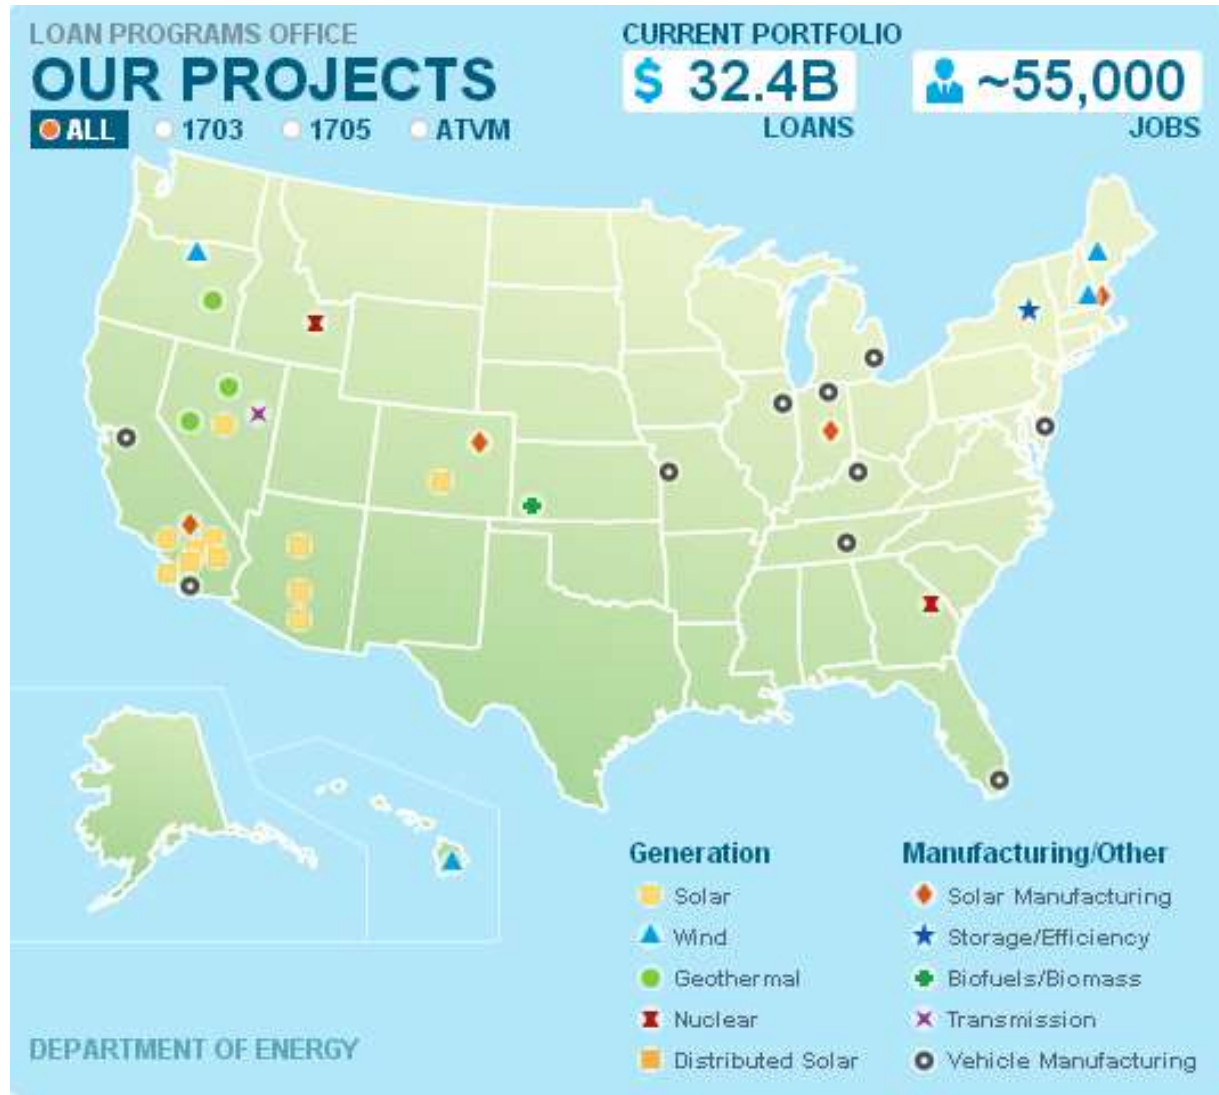 LOAN PROGRAMS OFFICE
OUR PROJECTS
ALL 1703 1705 ATVM
CURRENT PORTFOLIO
$ 32.4B
LOANS
~55,000
JOBS
Generation
Solar
Wind
Geothermal
Nuclear
Distributed Solar
Manufacturing/Other
Solar Manufacturing
Storage/Efficiency
Biofuels/Biomass
Transmission
Vehicle Manufacturing
DEPARTMENT OF ENERGY